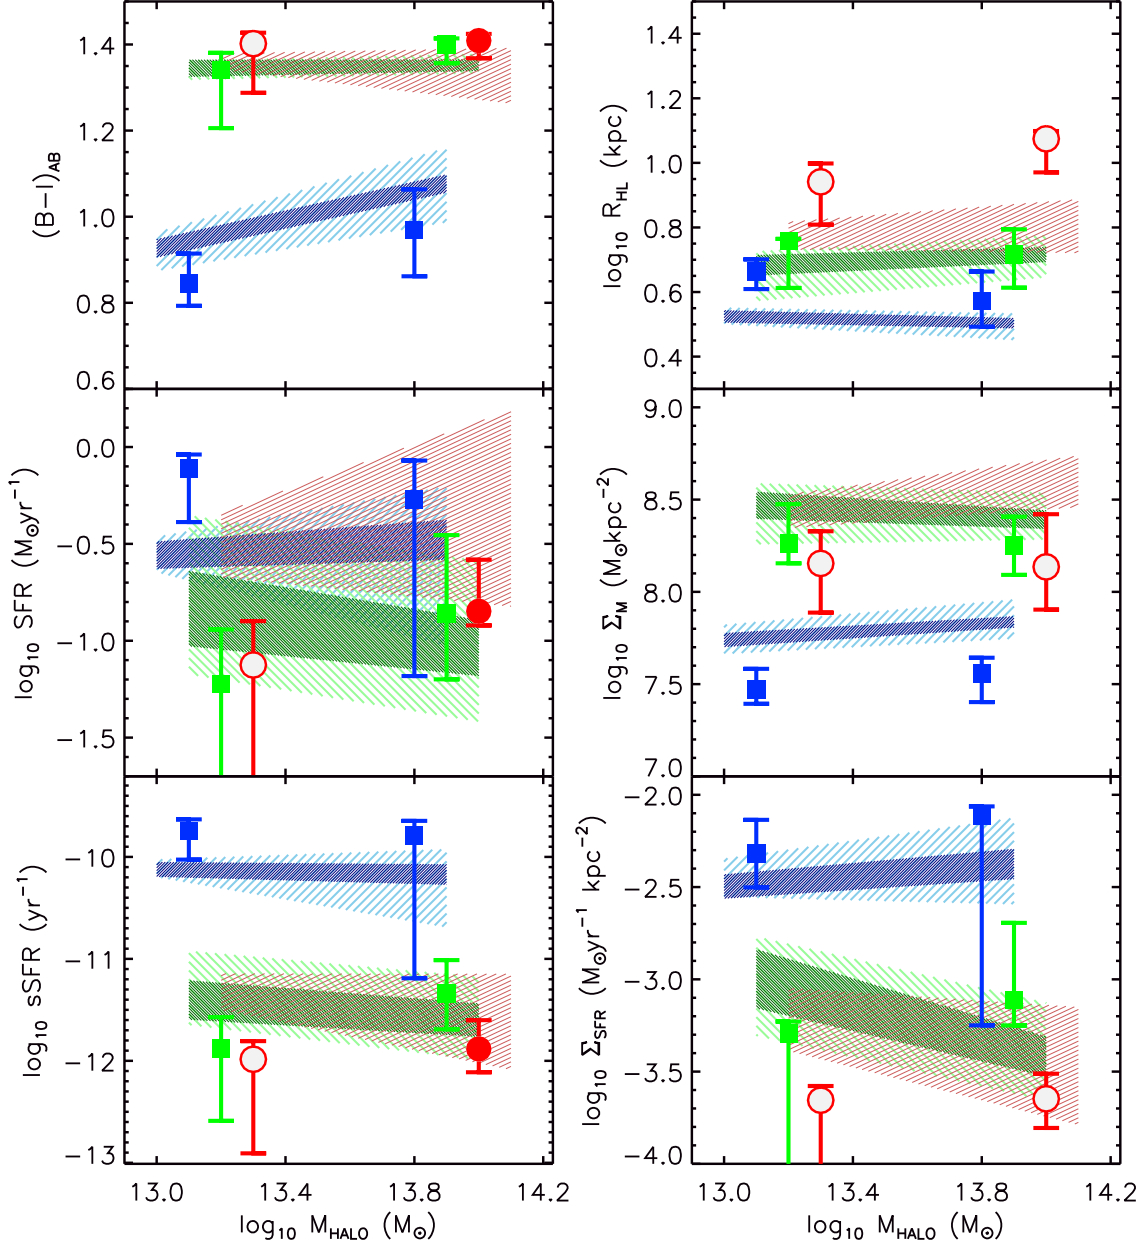 1.4
1.2
1.0
0.8
0.6
(B−I)AB
1.4
1.2
1.0
0.8
0.6
0.4
log10 RHL (kpc)
0.0
−0.5
−1.0
−1.5
log10 SFR (M⊙yr−1)
9.0
8.5
8.0
7.5
7.0
log10 ΣM (M⊙kpc−2)
−10
−11
−12
−13
log10 sSFR (yr−1)
−2.0
−2.5
−3.0
−3.5
−4.0
log10 ΣSFR (M⊙yr−1 kpc−2)
13.0 13.4 13.8 14.2
log10 MHALO (M⊙)
13.0 13.4 13.8 14.2
log10 MHALO (M⊙)